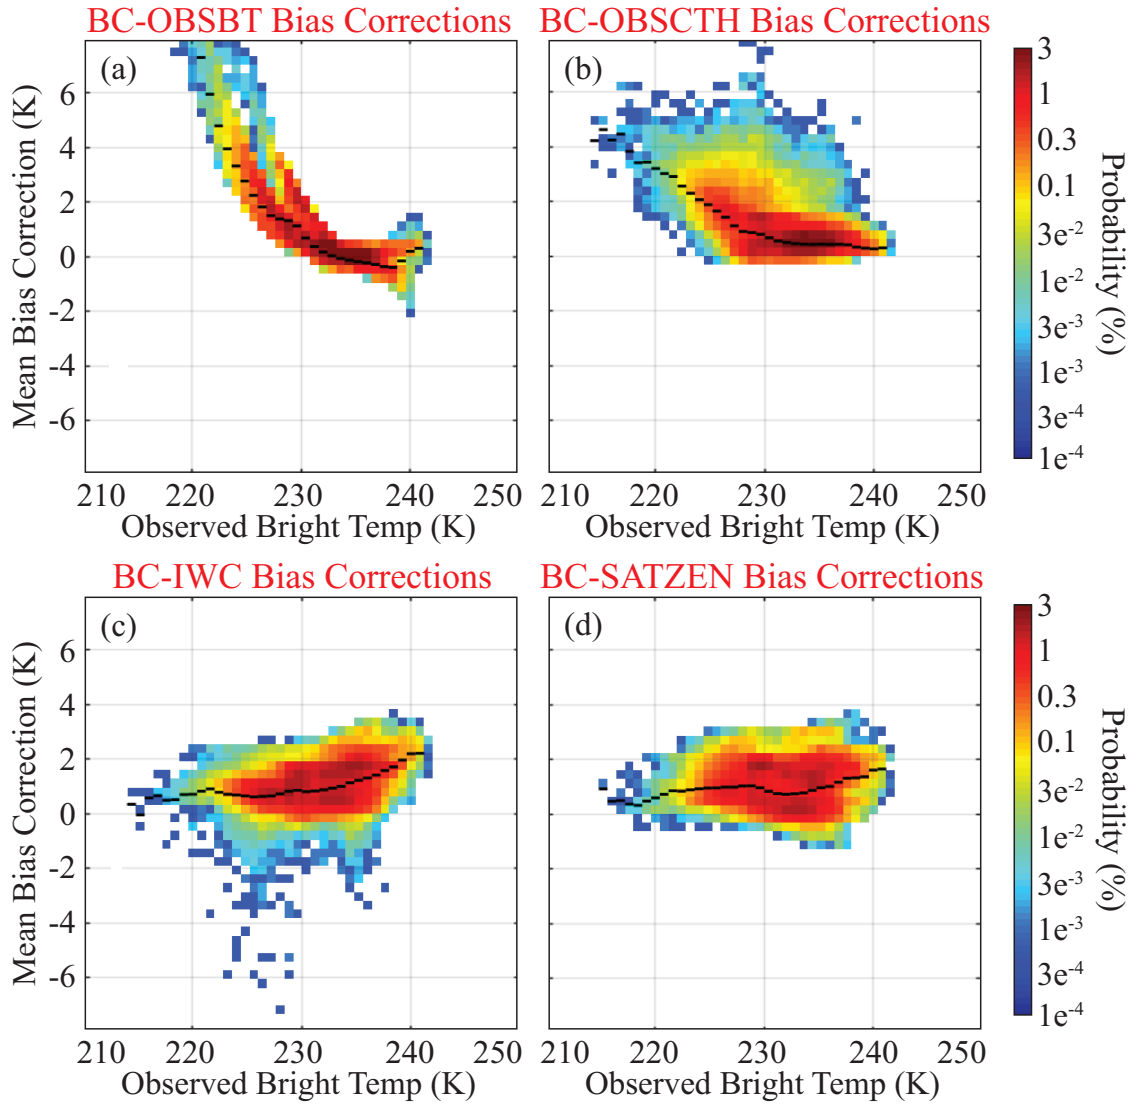 BC-OBSBT Bias Corrections
BC-OBSCTH Bias Corrections
(a)
(b)
6
4
2
0
-2
-4
-6
Mean Bias Correction (K)
210 220 230 240 250
210 220 230 240 250
Observed Bright Temp (K)
Observed Bright Temp (K)
3
1
0.3
0.1
3e-2
1e-2
3e-3
1e-3
3e-4
1e-4
Probability (%)
BC-IWC Bias Corrections
BC-SATZEN Bias Corrections
(c)
(d)
6
4
2
0
-2
-4
-6
Mean Bias Correction (K)
210 220 230 240 250
210 220 230 240 250
Observed Bright Temp (K)
Observed Bright Temp (K)
3
1
0.3
0.1
3e-2
1e-2
3e-3
1e-3
3e-4
1e-4
Probability (%)